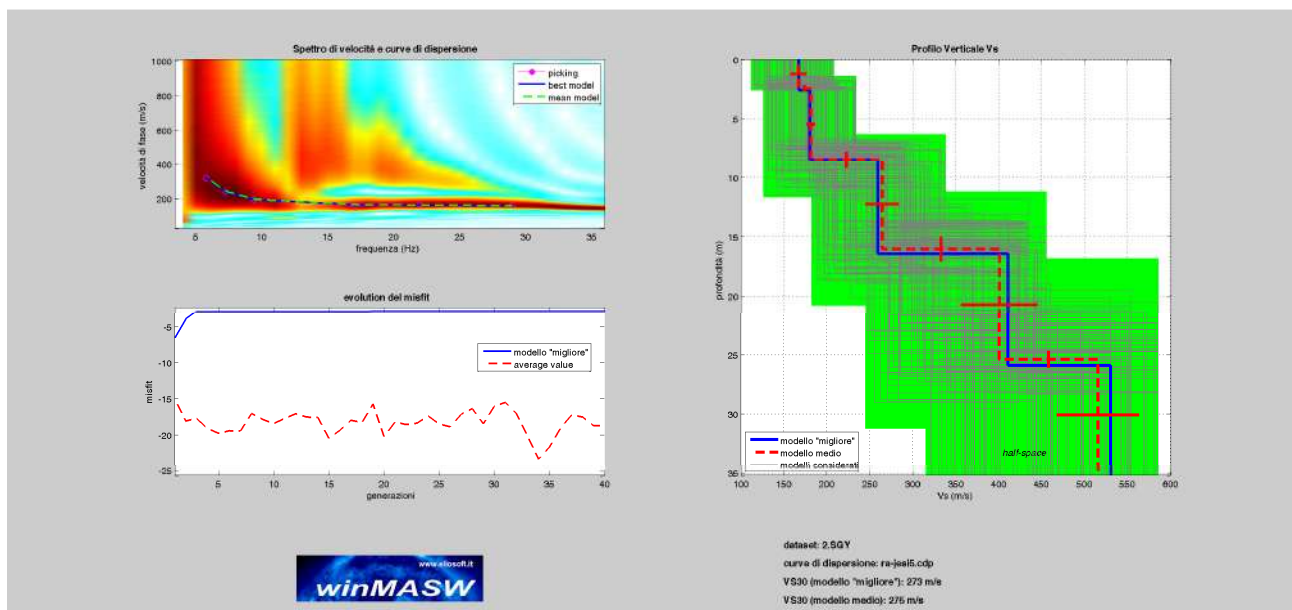 Spettro di velocità e curve di dispersione
1000
800
600
400
200
velocità di fase (m/s)
5
10
15
20
25
30
35
frequenza (Hz)
picking
best model
mean model
evolution del misfit
-5
-10
-15
-20
-25
misfit
5
10
15
20
25
30
35
40
generazioni
modello "migliore"
average value
www.eliosoft.it
winMASW
Profilo Verticale Vs
0
5
10
15
20
25
30
35
profondità (m)
100
150
200
250
300
350
400
450
500
550
600
Vs (m/s)
modello "migliore"
modello medio
modelli considerati
half-space
dataset: 2.SGY
curve di dispersione: ra-jesi5.cdp
VS30 (modello "migliore"): 273 m/s
VS30 (modello medio): 275 m/s